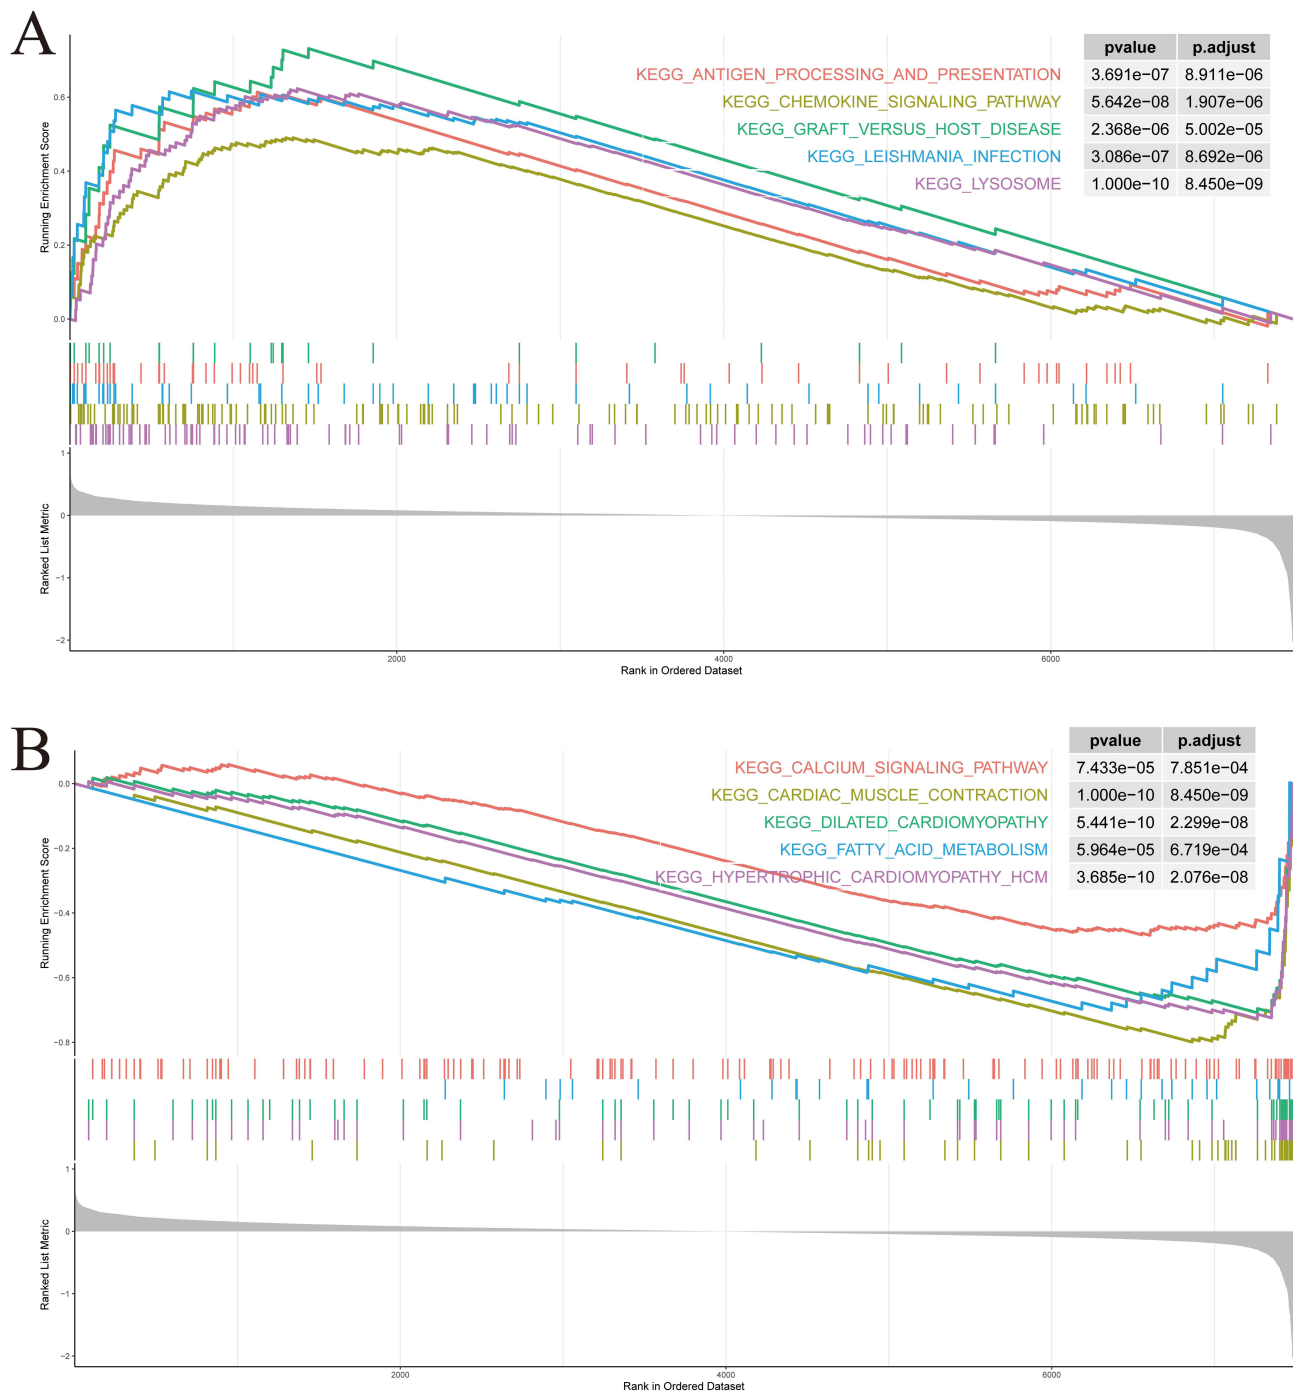 A
pvalue p.adjust
KEGG_ANTIGEN_PROCESSING_AND_PRESENTATION 3.691e−07 8.911e−06
KEGG_CHEMOKINE_SIGNALING_PATHWAY 5.642e−08 1.907e−06
KEGG_GRAFT_VERSUS_HOST_DISEASE 2.368e−06 5.002e−05
KEGG_LEISHMANIA_INFECTION 3.086e−07 8.692e−06
KEGG_LYSOSOME 1.000e−10 8.450e−09
Running Enrichment Score
0.6
0.4
0.2
0.0
Ranked List Metric
1
0
−1
−2
2000 4000 6000
Rank in Ordered Dataset
B
pvalue p.adjust
KEGG_CALCIUM_SIGNALING_PATHWAY 7.433e−05 7.851e−04
KEGG_CARDIAC_MUSCLE_CONTRACTION 1.000e−10 8.450e−09
KEGG_DILATED_CARDIOMYOPATHY 5.441e−10 2.299e−08
KEGG_FATTY_ACID_METABOLISM 5.964e−05 6.719e−04
KEGG_HYPERTROPHIC_CARDIOMYOPATHY_HCM 3.685e−10 2.076e−08
Running Enrichment Score
0.0
−0.2
−0.4
−0.6
−0.8
Ranked List Metric
1
0
−1
−2
2000 4000 6000
Rank in Ordered Dataset